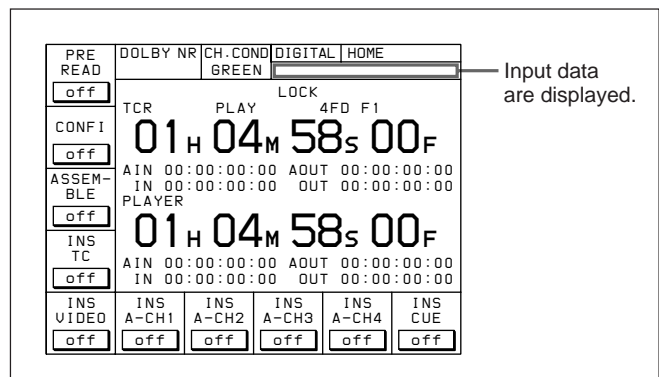 PRE READ
off
DOLBY NR
CH.COND
GREEN
DIGITAL
HOME
Input data
are displayed.
LOCK
TCR PLAY 4FD F1
01H 04M 58S 00F
AIN 00:00:00:00 AOUT 00:00:00:00
IN 00:00:00:00 OUT 00:00:00:00
PLAYER
01H 04M 58S 00F
AIN 00:00:00:00 AOUT 00:00:00:00
IN 00:00:00:00 OUT 00:00:00:00
CONFI
off
ASSEM-
BLE
off
INS
TC
off
INS
VIDEO
off
INS
A-CH1
off
INS
A-CH2
off
INS
A-CH3
off
INS
A-CH4
off
INS
CUE
off